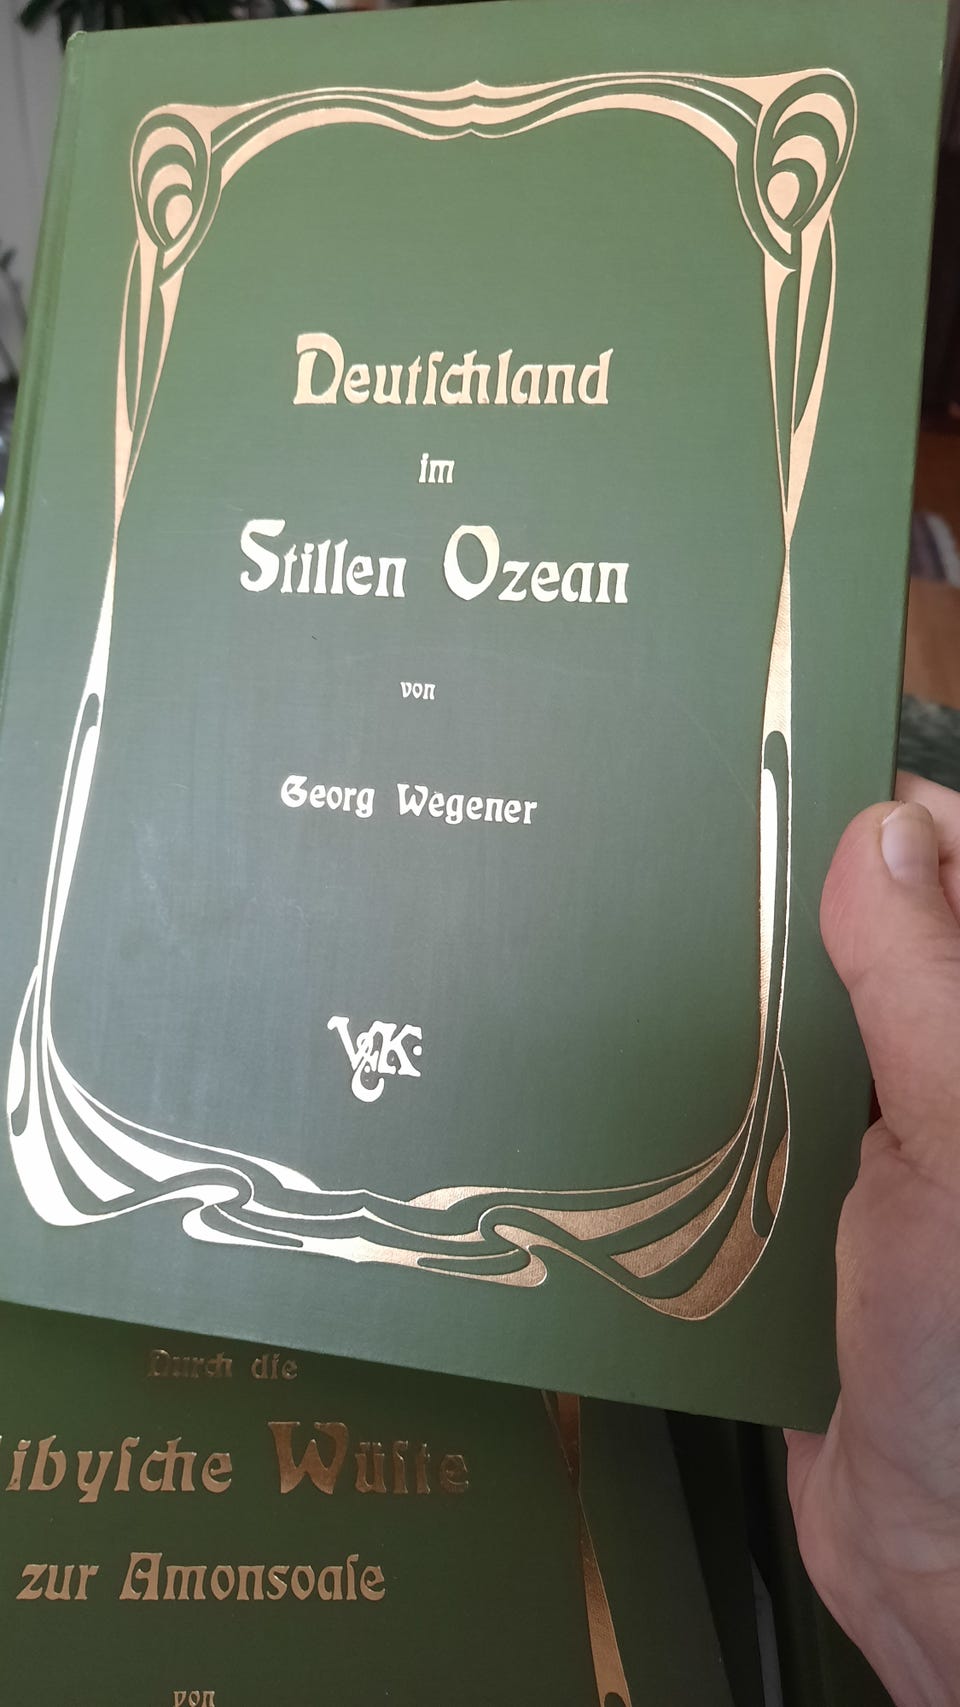 Deutſchland
im
Stillen Ozean
von
Georg Wegener
V&K.
Durch die
ibyſche Wüſte
zur Amonsoaſe
von